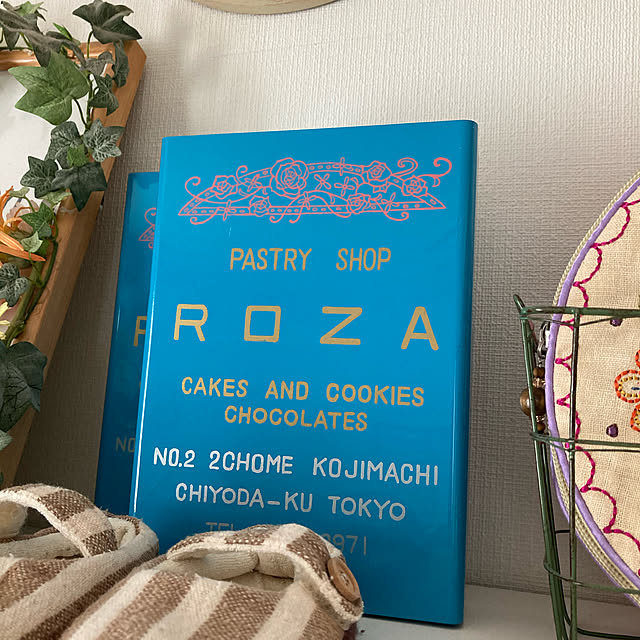 PASTRY SHOP
ROZA
CAKES AND COOKIES
CHOCOLATES
NO.2 2CHOME KOJIMACHI
CHIYODA-KU TOKYO